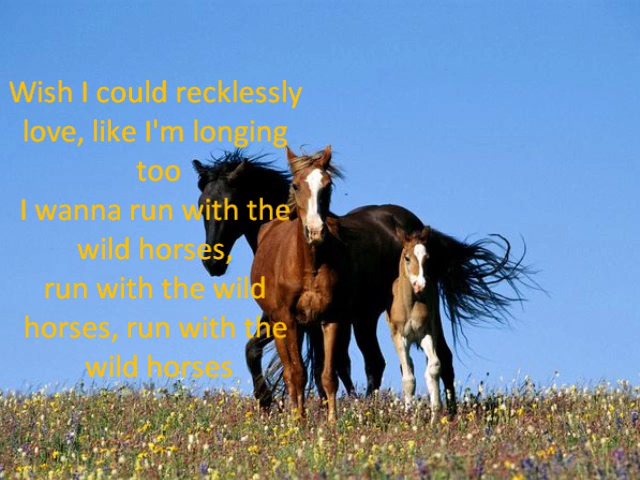 Wish I could recklessly
love, like I'm longing
too
I wanna run with the
wild horses,
run with the wild
horses, run with the
wild horses